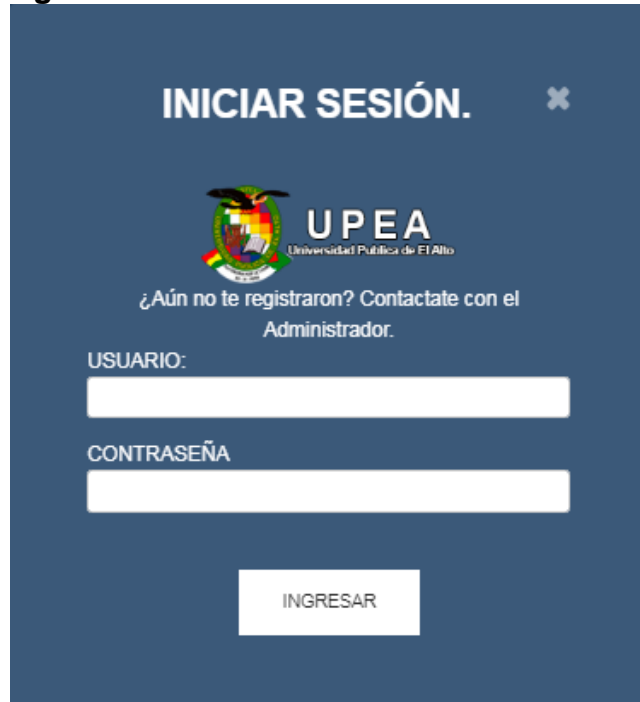 INICIAR SESIÓN.
UPEA
Universidad Publica de El Alto
¿Aún no te registraron? Contactate con el
Administrador.
USUARIO:
CONTRASEÑA
INGRESAR